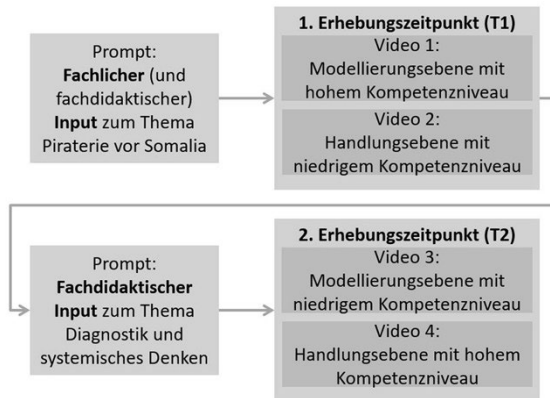 Prompt:
Fachlicher (und
fachdidaktischer)
Input zum Thema
Piraterie vor Somalia
1. Erhebungszeitpunkt (T1)
Video 1:
Modellierungsebene mit
hohem Kompetenzniveau
Video 2:
Handlungsebene mit
niedrigem Kompetenzniveau
Prompt:
Fachdidaktischer
Input zum Thema
Diagnostik und
systemisches Denken
2. Erhebungszeitpunkt (T2)
Video 3:
Modellierungsebene mit
niedrigem Kompetenzniveau
Video 4:
Handlungsebene mit hohem
Kompetenzniveau